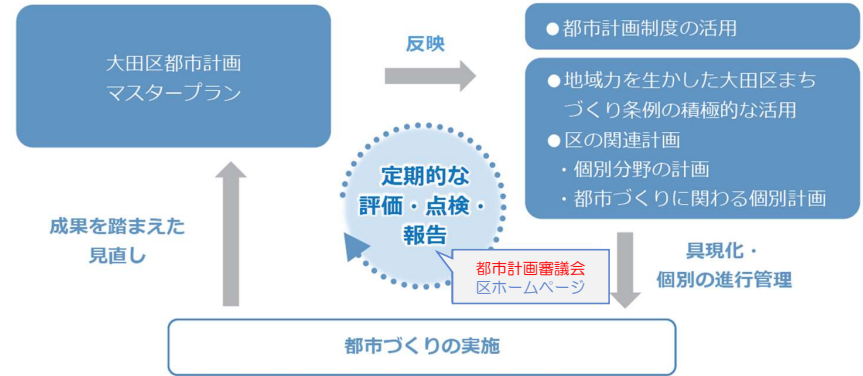 大田区都市計画
マスタープラン
反映
●都市計画制度の活用
●地域力を生かした大田区まち
づくり条例の積極的な活用
●区の関連計画
・個別分野の計画
・都市づくりに関わる個別計画
定期的な
評価・点検・
報告
都市計画審議会
区ホームページ
成果を踏まえた
見直し
具現化・
個別の進行管理
都市づくりの実施